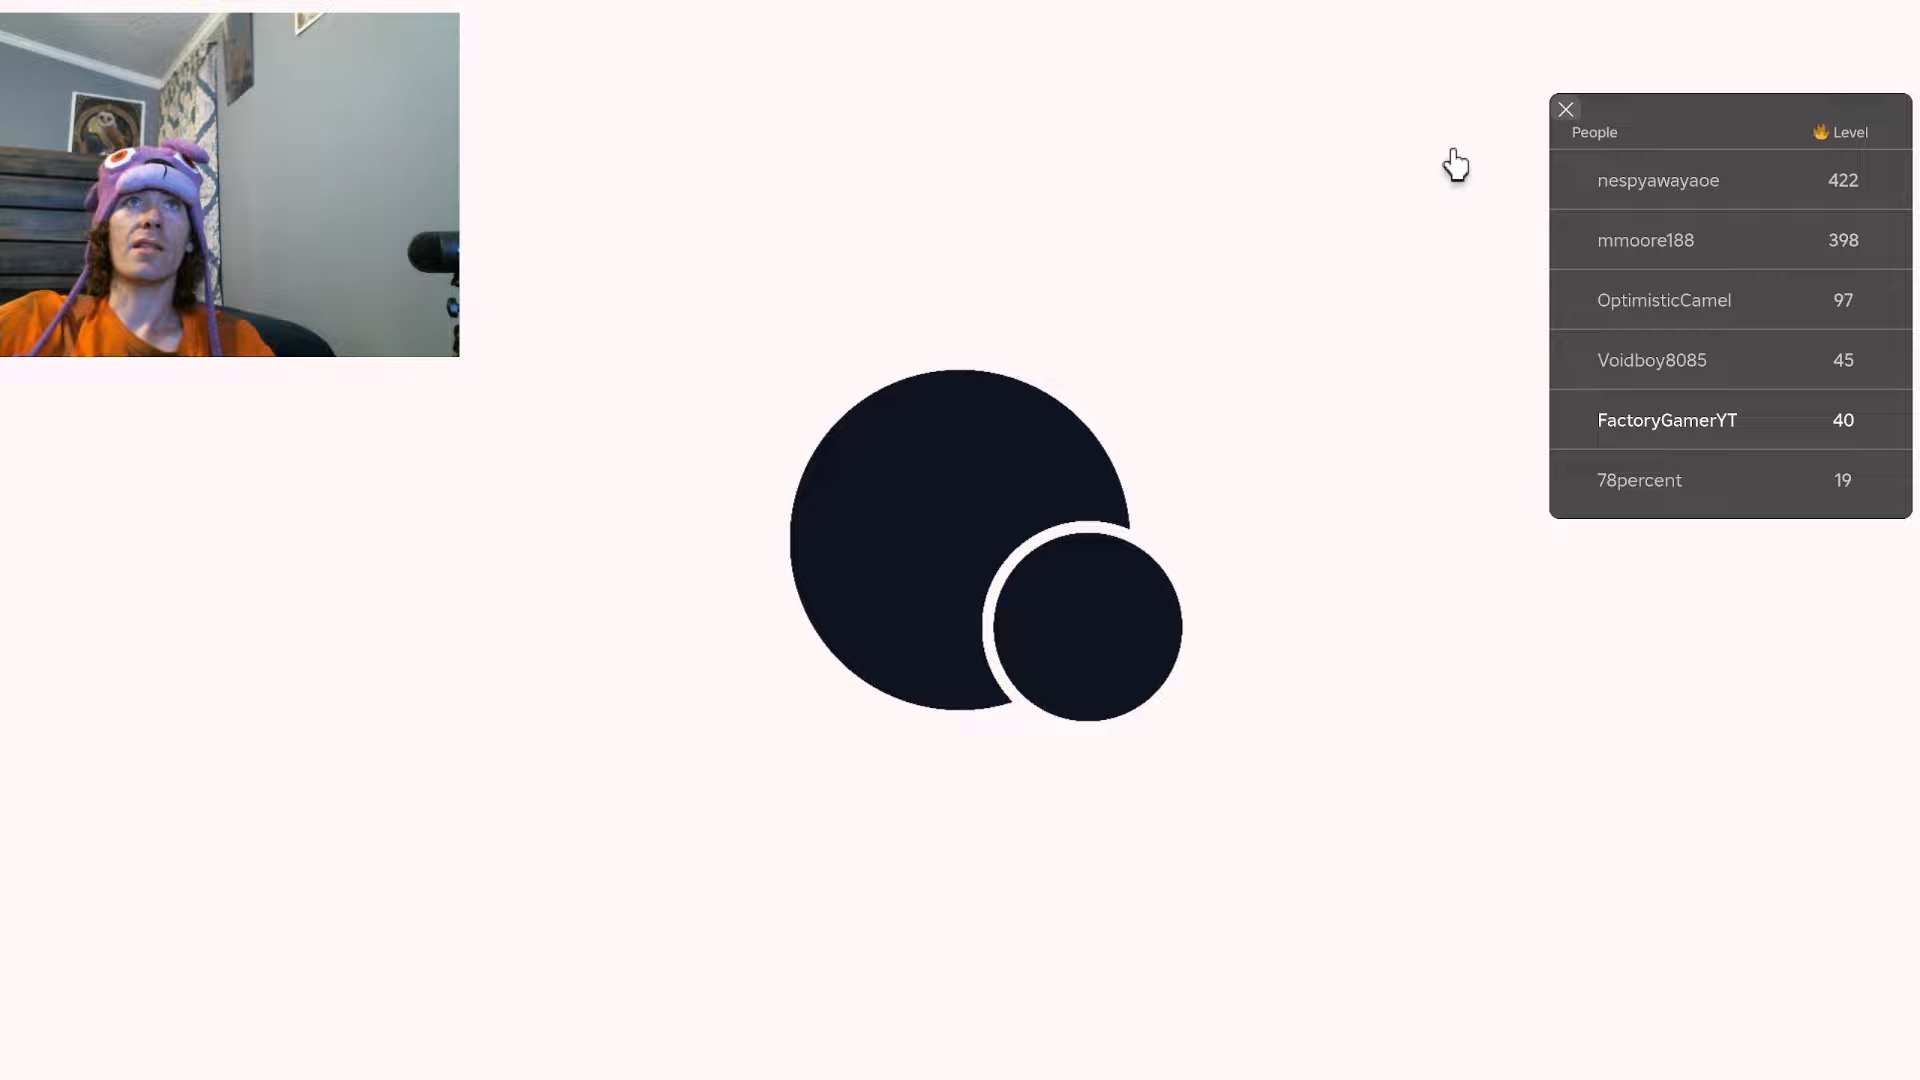 People 🔥 Level
nespyawayaoe 422
mmoore188 398
OptimisticCamel 97
Voidboy8085 45
FactoryGamerYT 40
78percent 19